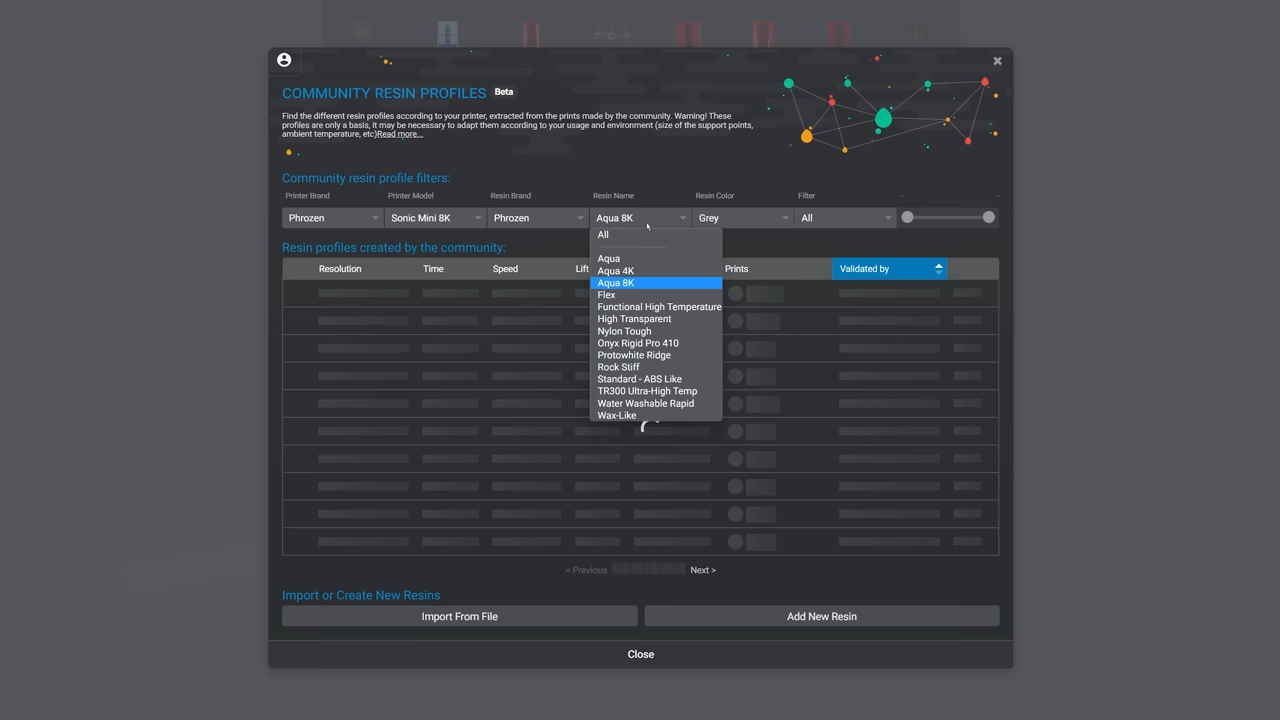 COMMUNITY RESIN PROFILES Beta
Find the different resin profiles according to your printer, extracted from the prints made by the community. Warning! These
profiles are only a basis, it may be necessary to adapt them according to your usage and environment (size of the support points,
ambient temperature, etc)Read more...
Community resin profile filters:
Printer Brand Printer Model Resin Brand Resin Name Resin Color Filter
Phrozen Sonic Mini 8K Phrozen Aqua 8K Grey All
All
Resin profiles created by the community:
Aqua
Resolution Time Speed Lift Prints Validated by
Aqua 4K
Aqua 8K
Flex
Functional High Temperature
High Transparent
Nylon Tough
Onyx Rigid Pro 410
Protowhite Ridge
Rock Stiff
Standard - ABS Like
TR300 Ultra-High Temp
Water Washable Rapid
Wax-Like
< Previous Next >
Import or Create New Resins
Import From File Add New Resin
Close